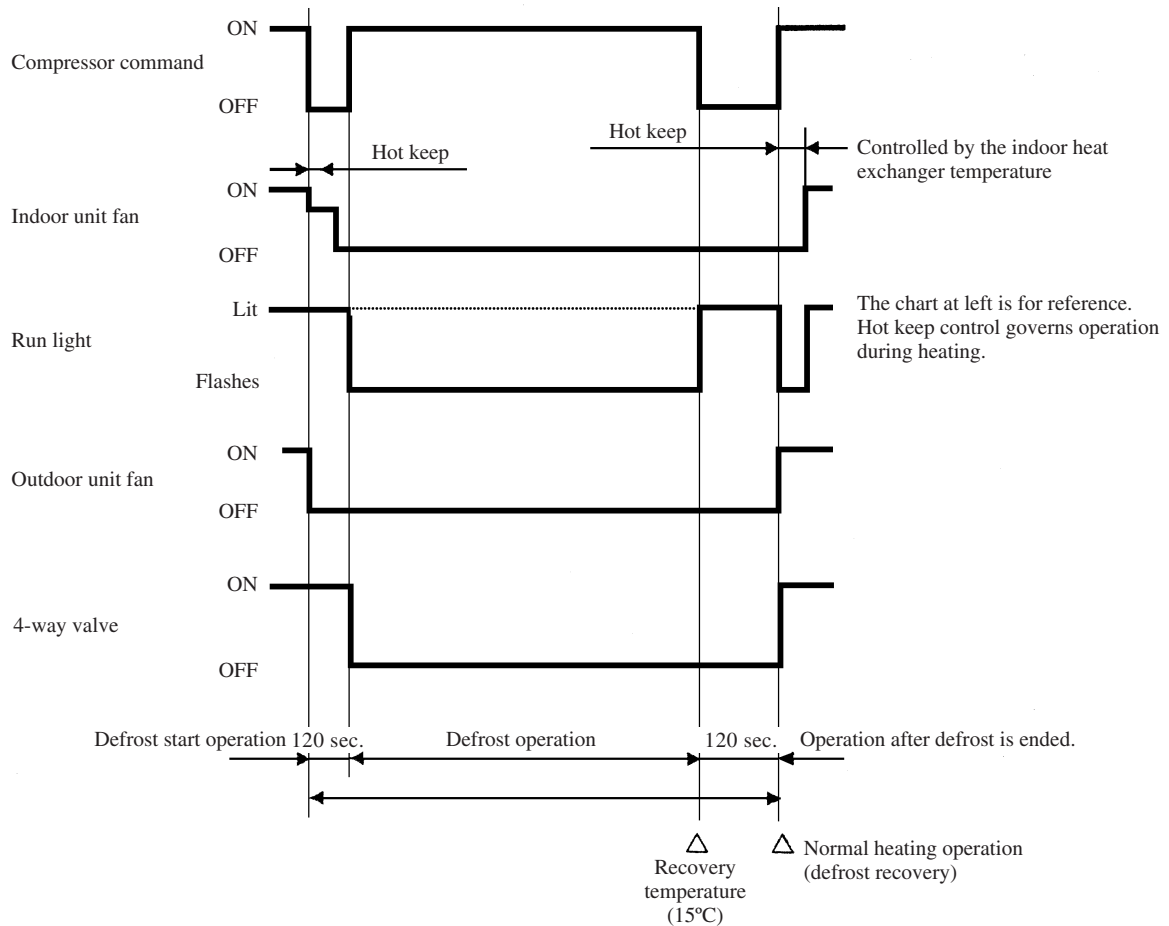 ON
Compressor command
OFF
Hot keep
Hot keep
Controlled by the indoor heat
exchanger temperature
ON
Indoor unit fan
OFF
Lit
The chart at left is for reference.
Hot keep control governs operation
during heating.
Run light
Flashes
ON
Outdoor unit fan
OFF
ON
4-way valve
OFF
Defrost start operation 120 sec. Defrost operation 120 sec. Operation after defrost is ended.
Recovery
temperature
(15ºC)
Normal heating operation
(defrost recovery)